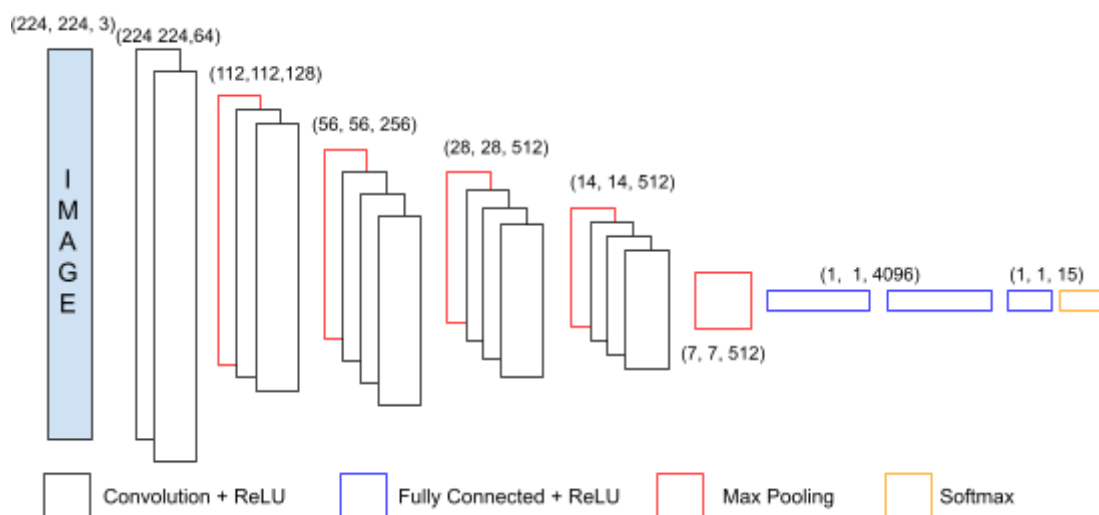 (224, 224, 3)
(224 224,64)
(112,112,128)
(56, 56, 256)
(28, 28, 512)
(14, 14, 512)
(7, 7, 512)
(1, 1, 4096)
(1, 1, 15)
I
M
A
G
E
Convolution + ReLU
Fully Connected + ReLU
Max Pooling
Softmax